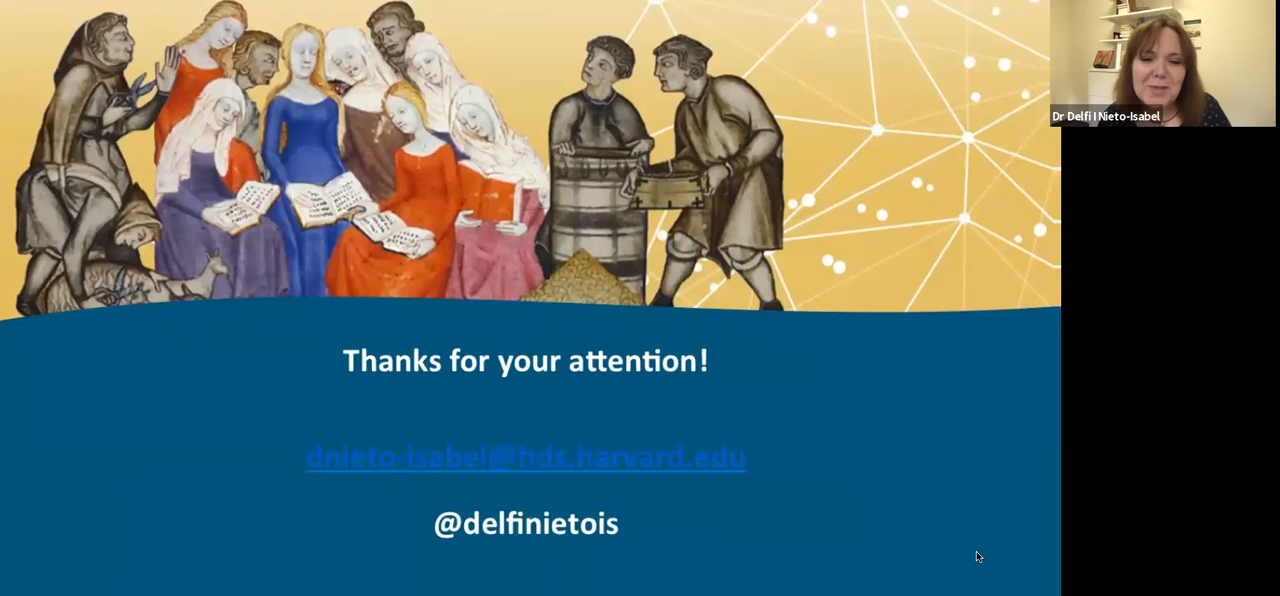 Dr Delfi I Nieto-Isabel
Thanks for your attention!
dnieto-isabel@hds.harvard.edu
@delfinietois